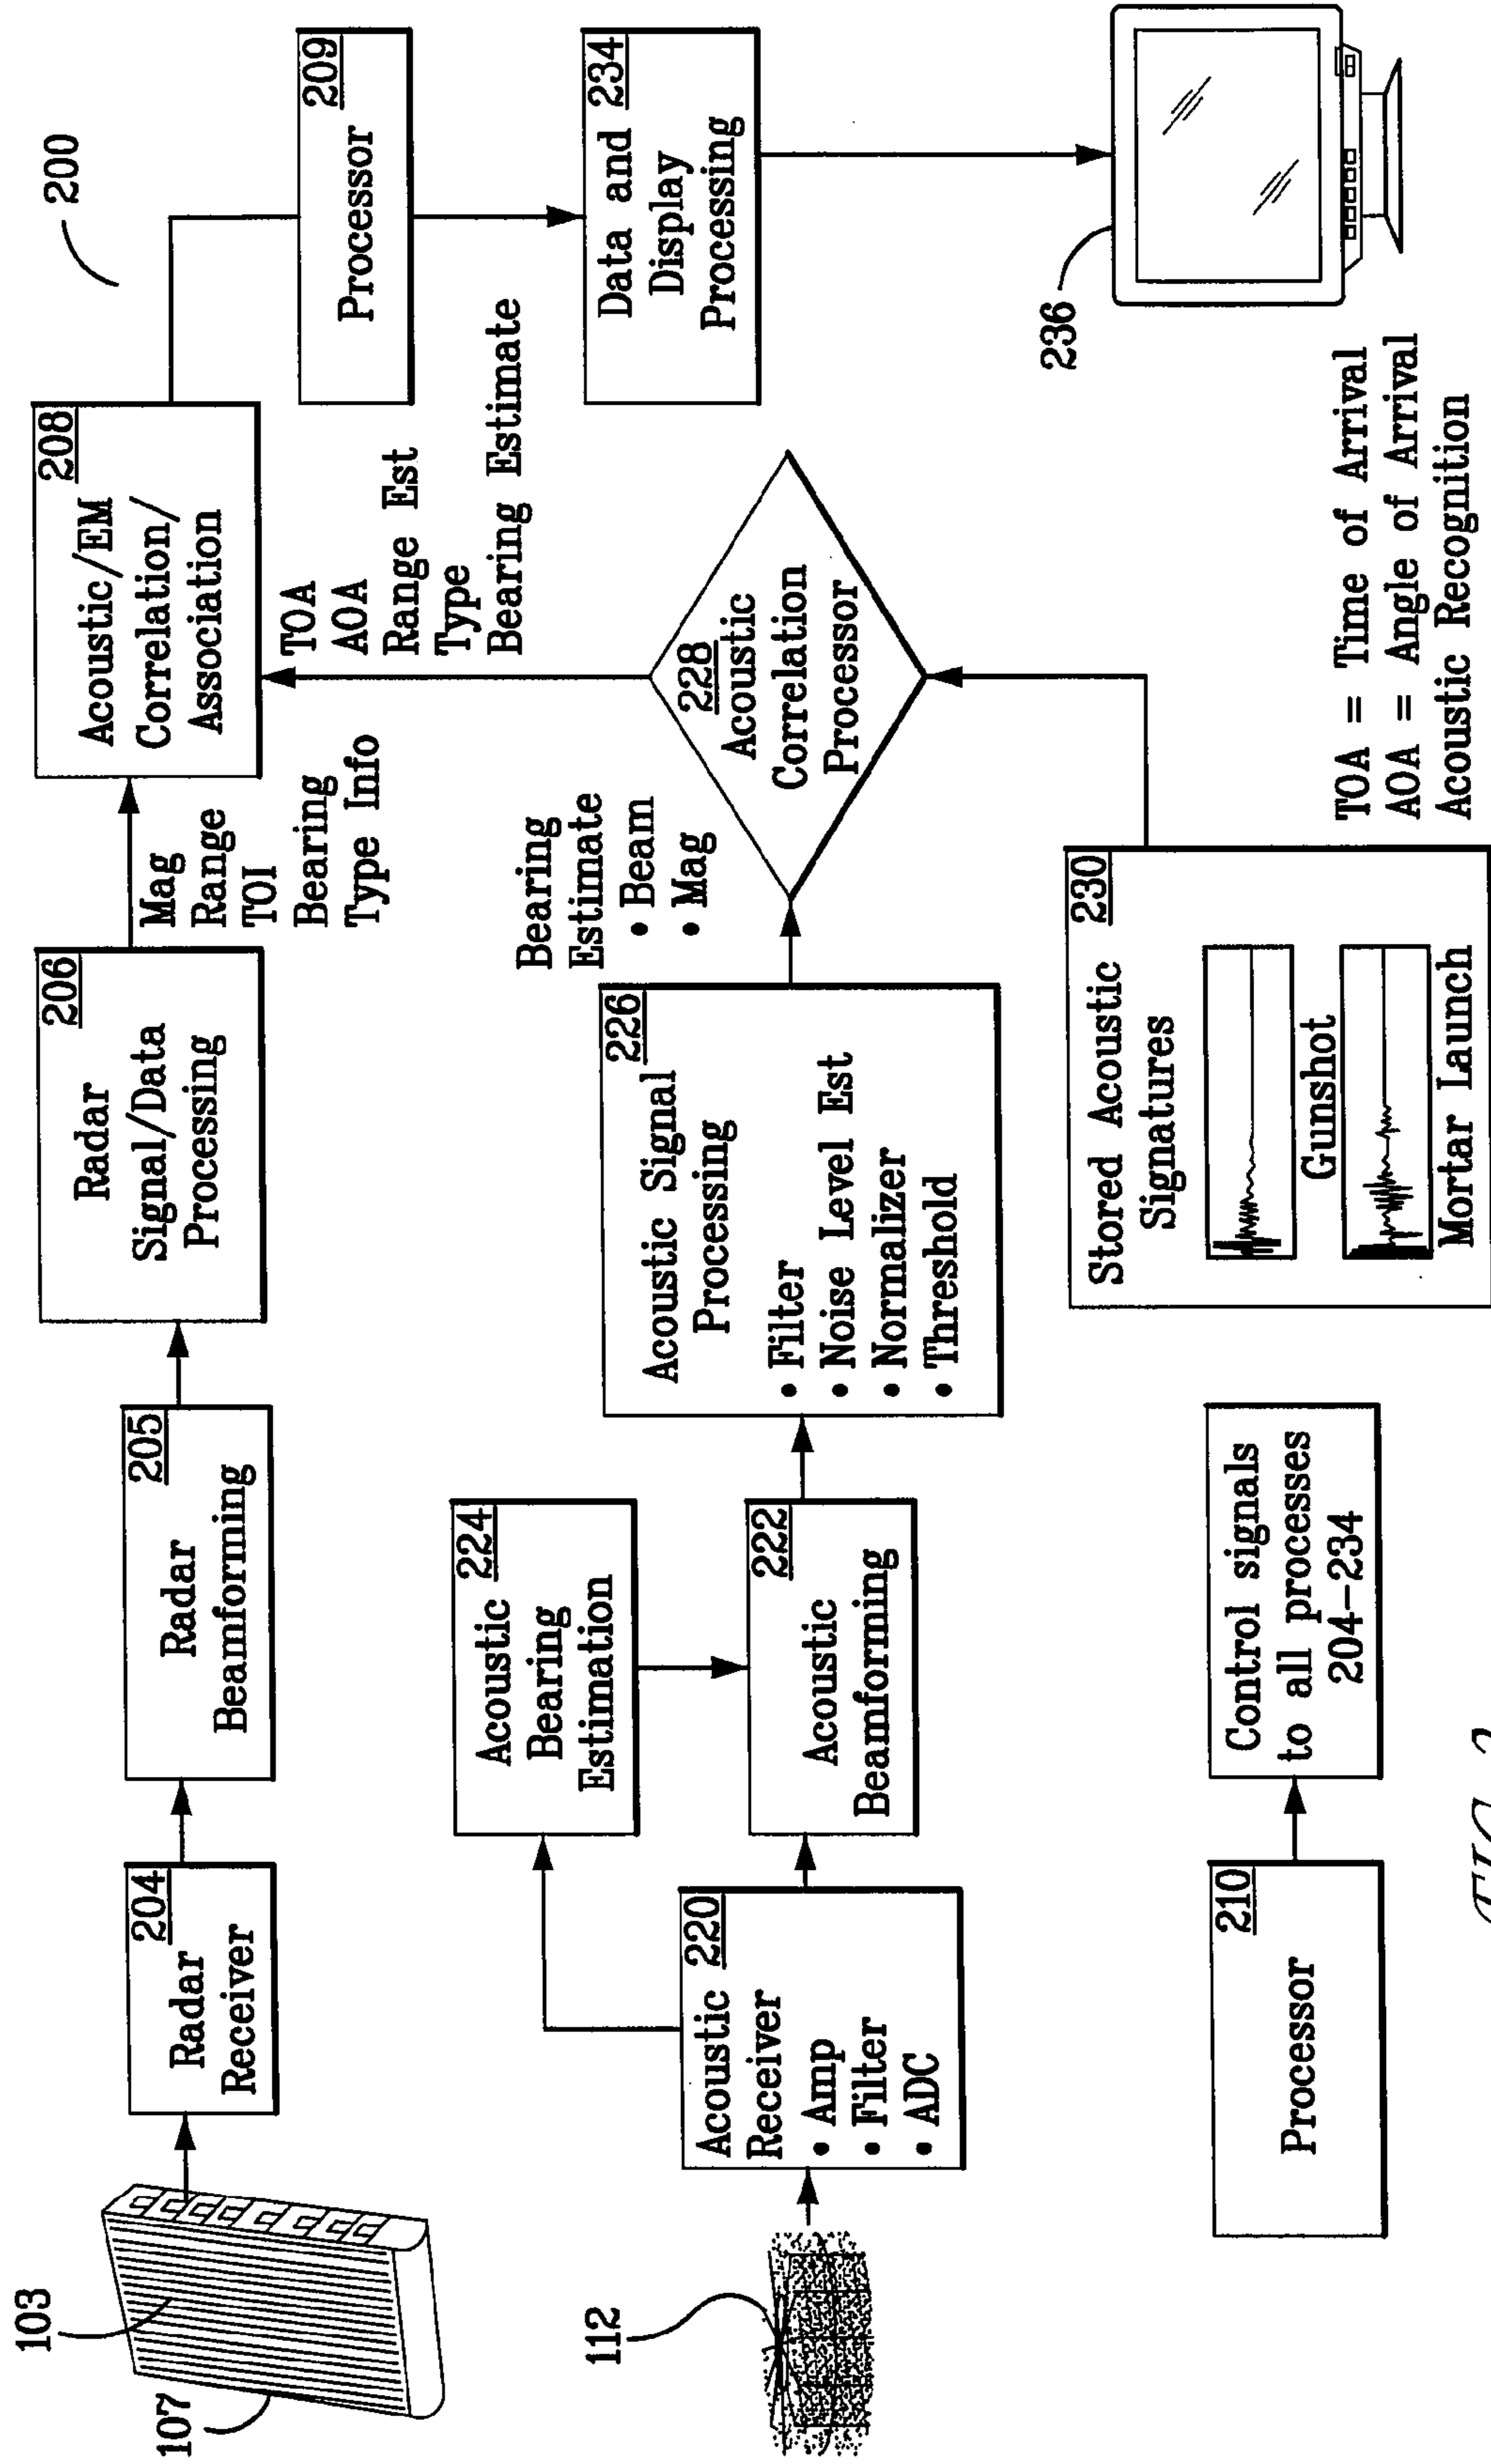 200
103
107
204
Radar
Receiver
205
Radar
Beamforming
206
Radar
Signal/Data
Processing
Mag
Range
TOI
Bearing
Type Info
208
Acoustic/EM
Correlation/
Association
209
Processor
TOA
AOA
Range Est
Type
Bearing Estimate
Data and 234
Display
Processing
236
112
Acoustic 220
Receiver
• Amp
• Filter
• ADC
224
Acoustic
Bearing
Estimation
222
Acoustic
Beamforming
226
Acoustic Signal
Processing
• Filter
• Noise Level Est
• Normalizer
• Threshold
Bearing
Estimate
• Beam
• Mag
228
Acoustic
Correlation
Processor
210
Processor
Control signals
to all processes
204-234
230
Stored Acoustic
Signatures
Gunshot
Mortar Launch
TOA = Time of Arrival
AOA = Angle of Arrival
Acoustic Recognition